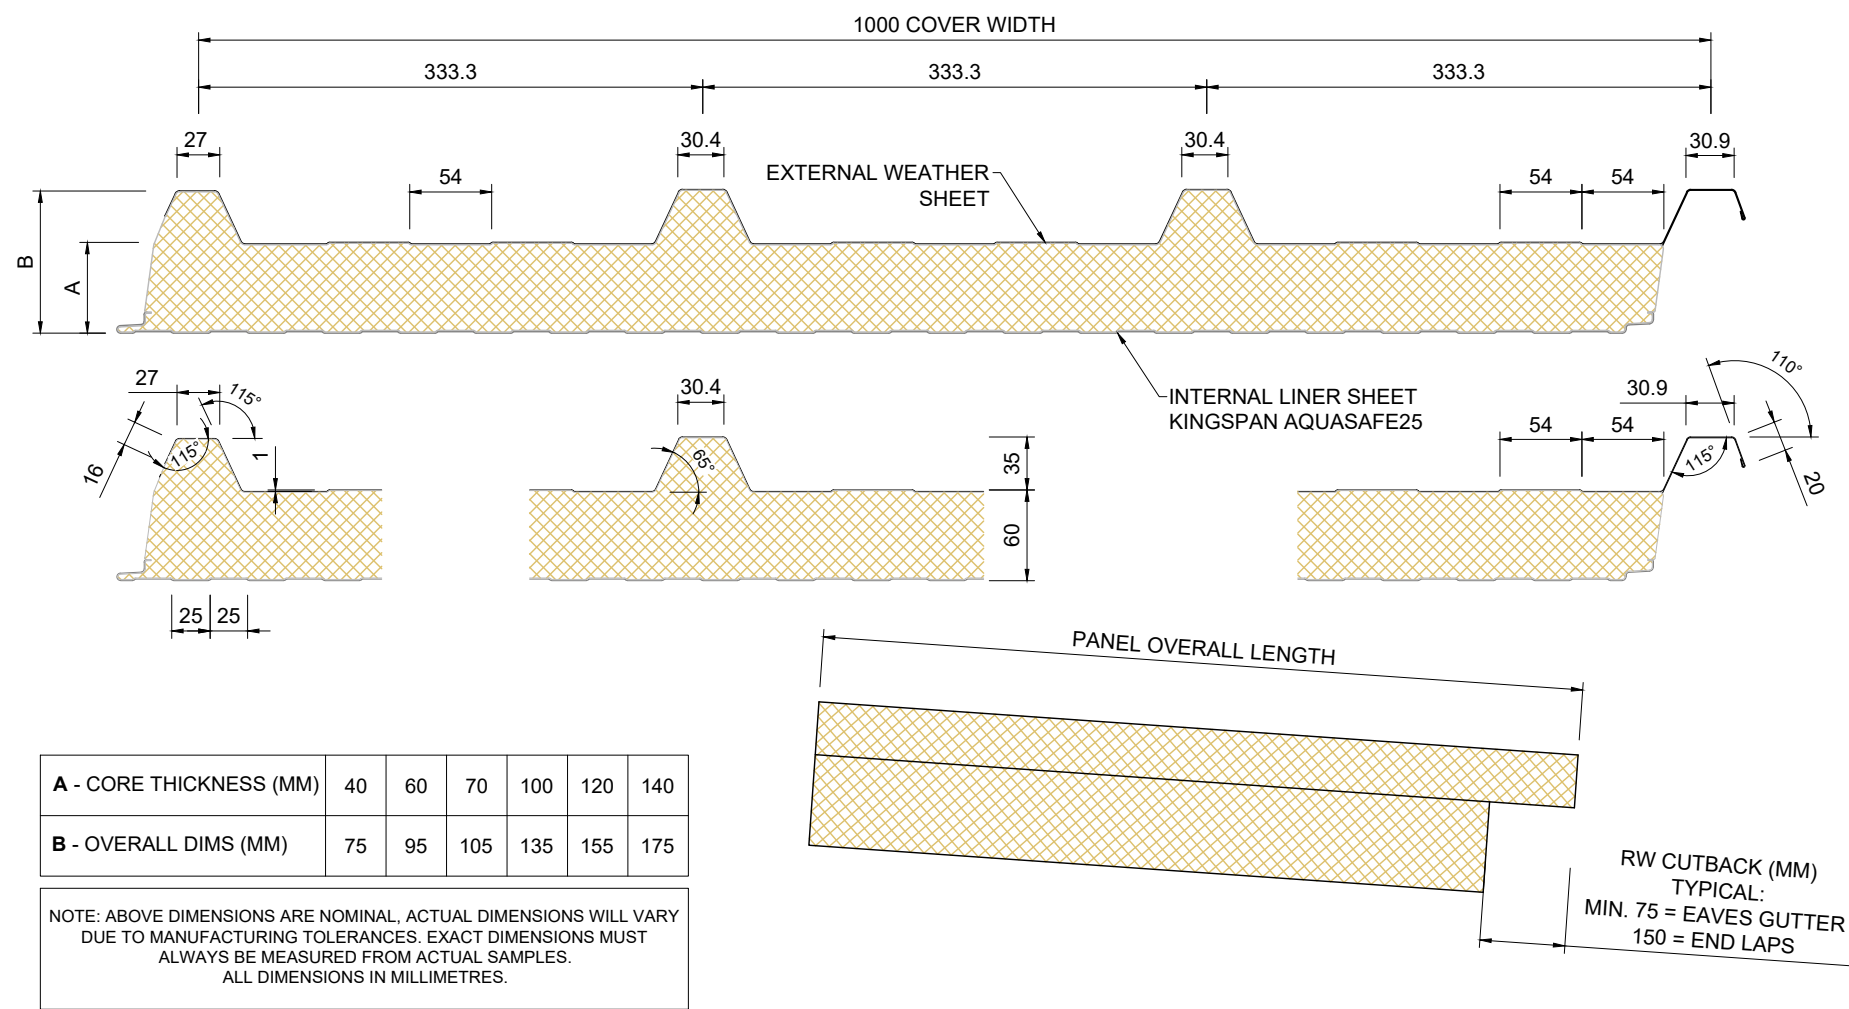 1000 COVER WIDTH
333.3 333.3 333.3
27 30.4 30.4 30.9
54 54 54
EXTERNAL WEATHER
SHEET
B
A
INTERNAL LINER SHEET
KINGSPAN AQUASAFE25
27 115° 30.4 30.9 110°
54 54
16 115° 1 65° 35 115° 20
60
25 25
PANEL OVERALL LENGTH
A - CORE THICKNESS (MM) 40 60 70 100 120 140
B - OVERALL DIMS (MM) 75 95 105 135 155 175
NOTE: ABOVE DIMENSIONS ARE NOMINAL, ACTUAL DIMENSIONS WILL VARY
DUE TO MANUFACTURING TOLERANCES. EXACT DIMENSIONS MUST
ALWAYS BE MEASURED FROM ACTUAL SAMPLES.
ALL DIMENSIONS IN MILLIMETRES.
RW CUTBACK (MM)
TYPICAL:
MIN. 75 = EAVES GUTTER
150 = END LAPS